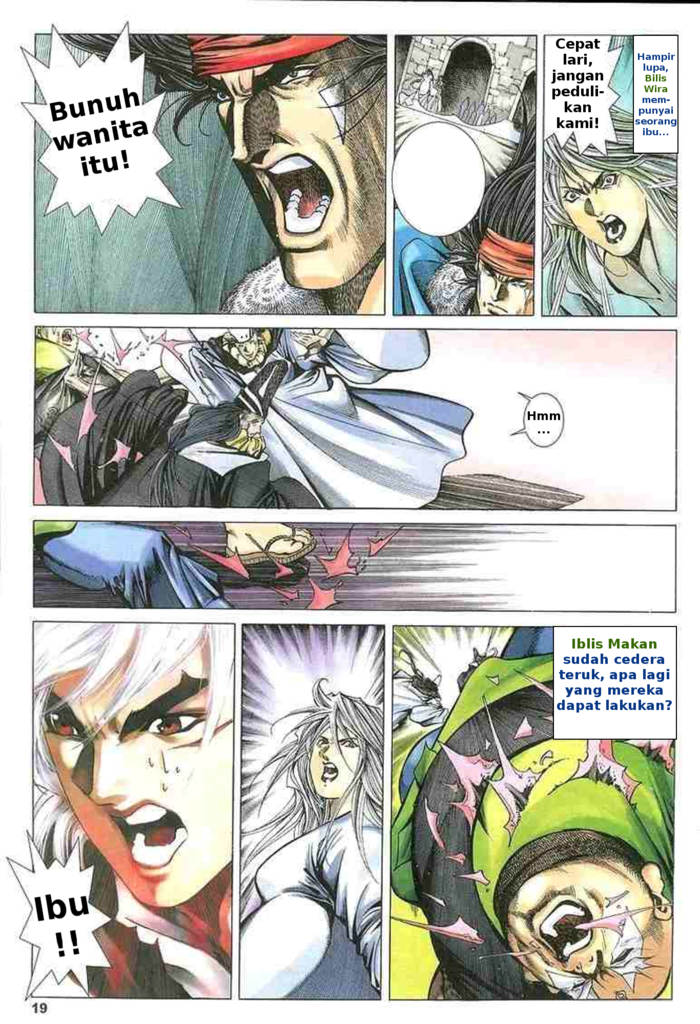 Bunuh
wanita
itu!
Cepat
lari,
jangan
peduli-
kan
kami!
Hampir
lupa,
Bilis
Wira
mem-
punyai
seorang
ibu...
Hmm
...
Iblis Makan
sudah cedera
teruk, apa lagi
yang mereka
dapat lakukan?
Ibu
!!
19